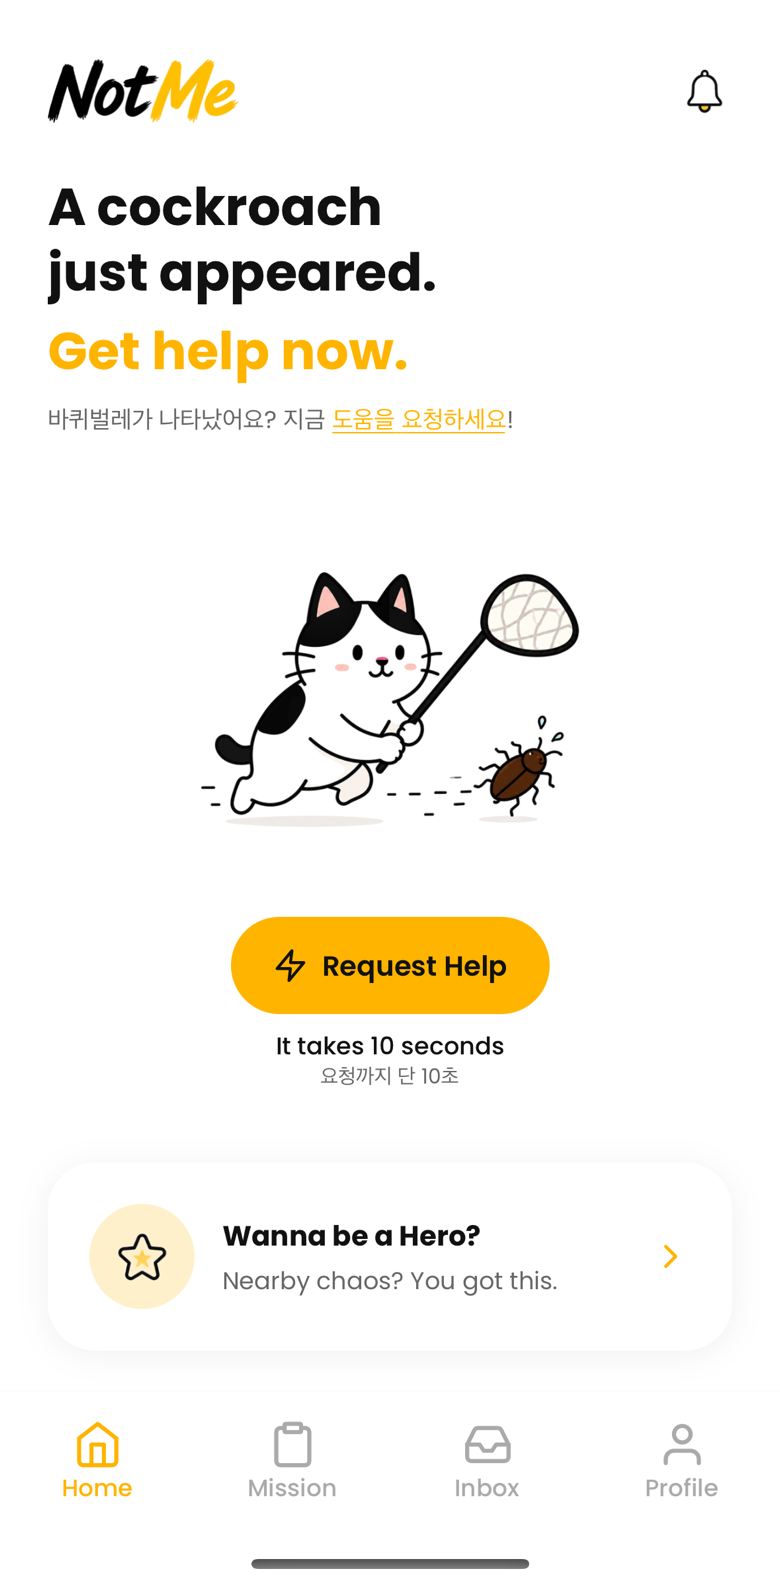 NotMe
A cockroach
just appeared.
Get help now.
바퀴벌레가 나타났어요? 지금 도움을 요청하세요!
Request Help
It takes 10 seconds
요청까지 단 10초
Wanna be a Hero?
Nearby chaos? You got this.
Home
Mission
Inbox
Profile